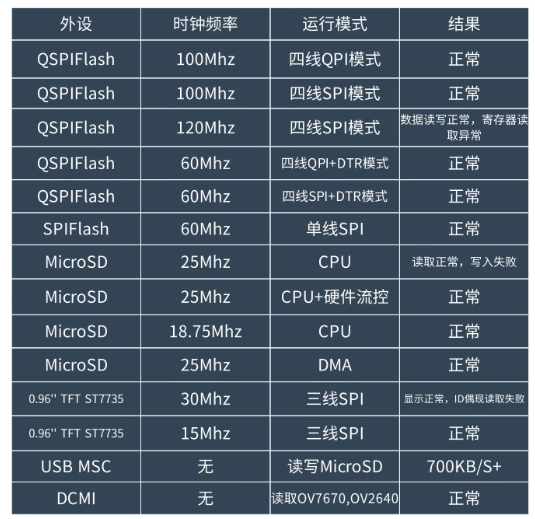 外设 时钟频率 运行模式 结果
QSPIFlash 100Mhz 四线QPI模式 正常
QSPIFlash 100Mhz 四线SPI模式 正常
QSPIFlash 120Mhz 四线SPI模式 数据读写正常，寄存器读
取异常
QSPIFlash 60Mhz 四线QPI+DTR模式 正常
QSPIFlash 60Mhz 四线SPI+DTR模式 正常
SPIFlash 60Mhz 单线SPI 正常
MicroSD 25Mhz CPU 读取正常，写入失败
MicroSD 25Mhz CPU+硬件流控 正常
MicroSD 18.75Mhz CPU 正常
MicroSD 25Mhz DMA 正常
0.96'' TFT ST7735 30Mhz 三线SPI 显示正常，ID偶现读取失败
0.96'' TFT ST7735 15Mhz 三线SPI 正常
USB MSC 无 读写MicroSD 700KB/S+
DCMI 无 读取OV7670,OV2640 正常